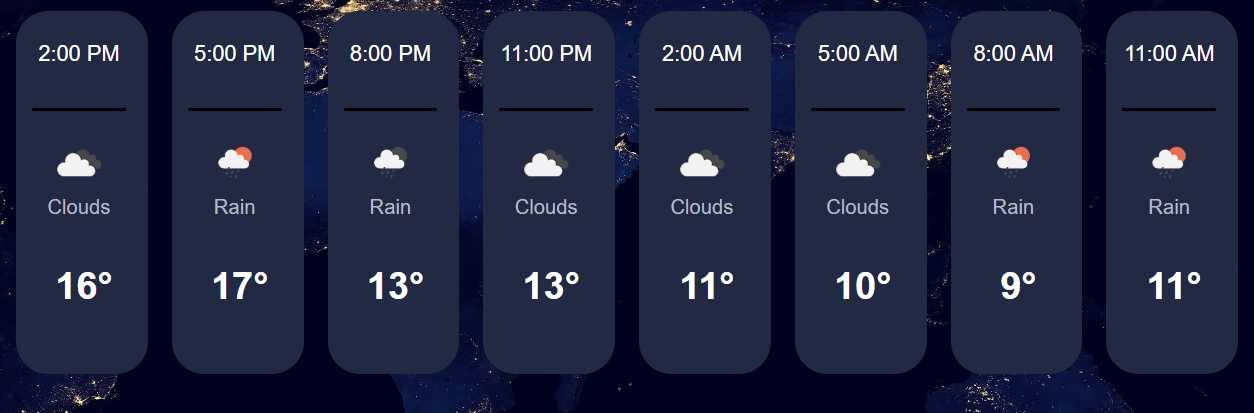 2:00 PM
5:00 PM
8:00 PM
11:00 PM
2:00 AM
5:00 AM
8:00 AM
11:00 AM
Clouds
Rain
Rain
Clouds
Clouds
Clouds
Rain
Rain
16°
17°
13°
13°
11°
10°
9°
11°